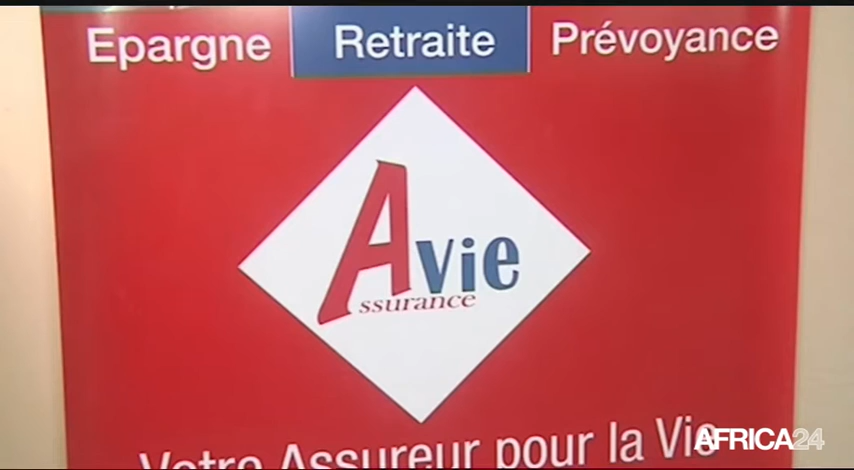 Epargne Retraite Prévoyance
Avie
ssurance
Votre Assureur pour la Vie
AFRICA24